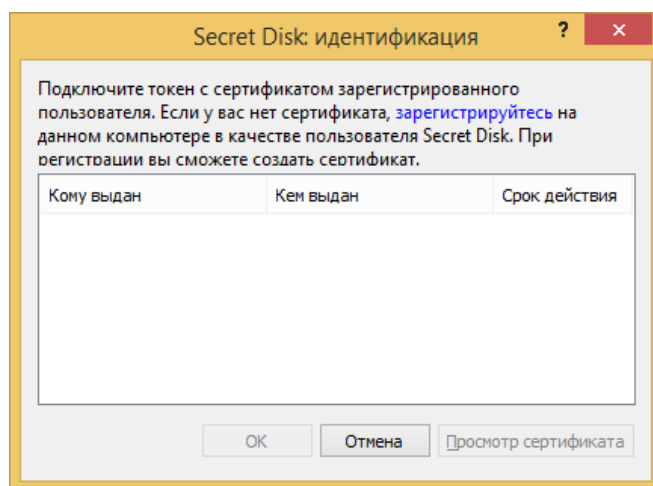 Secret Disk: идентификация ? ×
Подключите токен с сертификатом зарегистрированного
пользователя. Если у вас нет сертификата, зарегистрируйтесь на
данном компьютере в качестве пользователя Secret Disk. При
регистрации вы сможете создать сертификат.
Кому выдан Кем выдан Срок действия
OK Отмена Просмотр сертификата